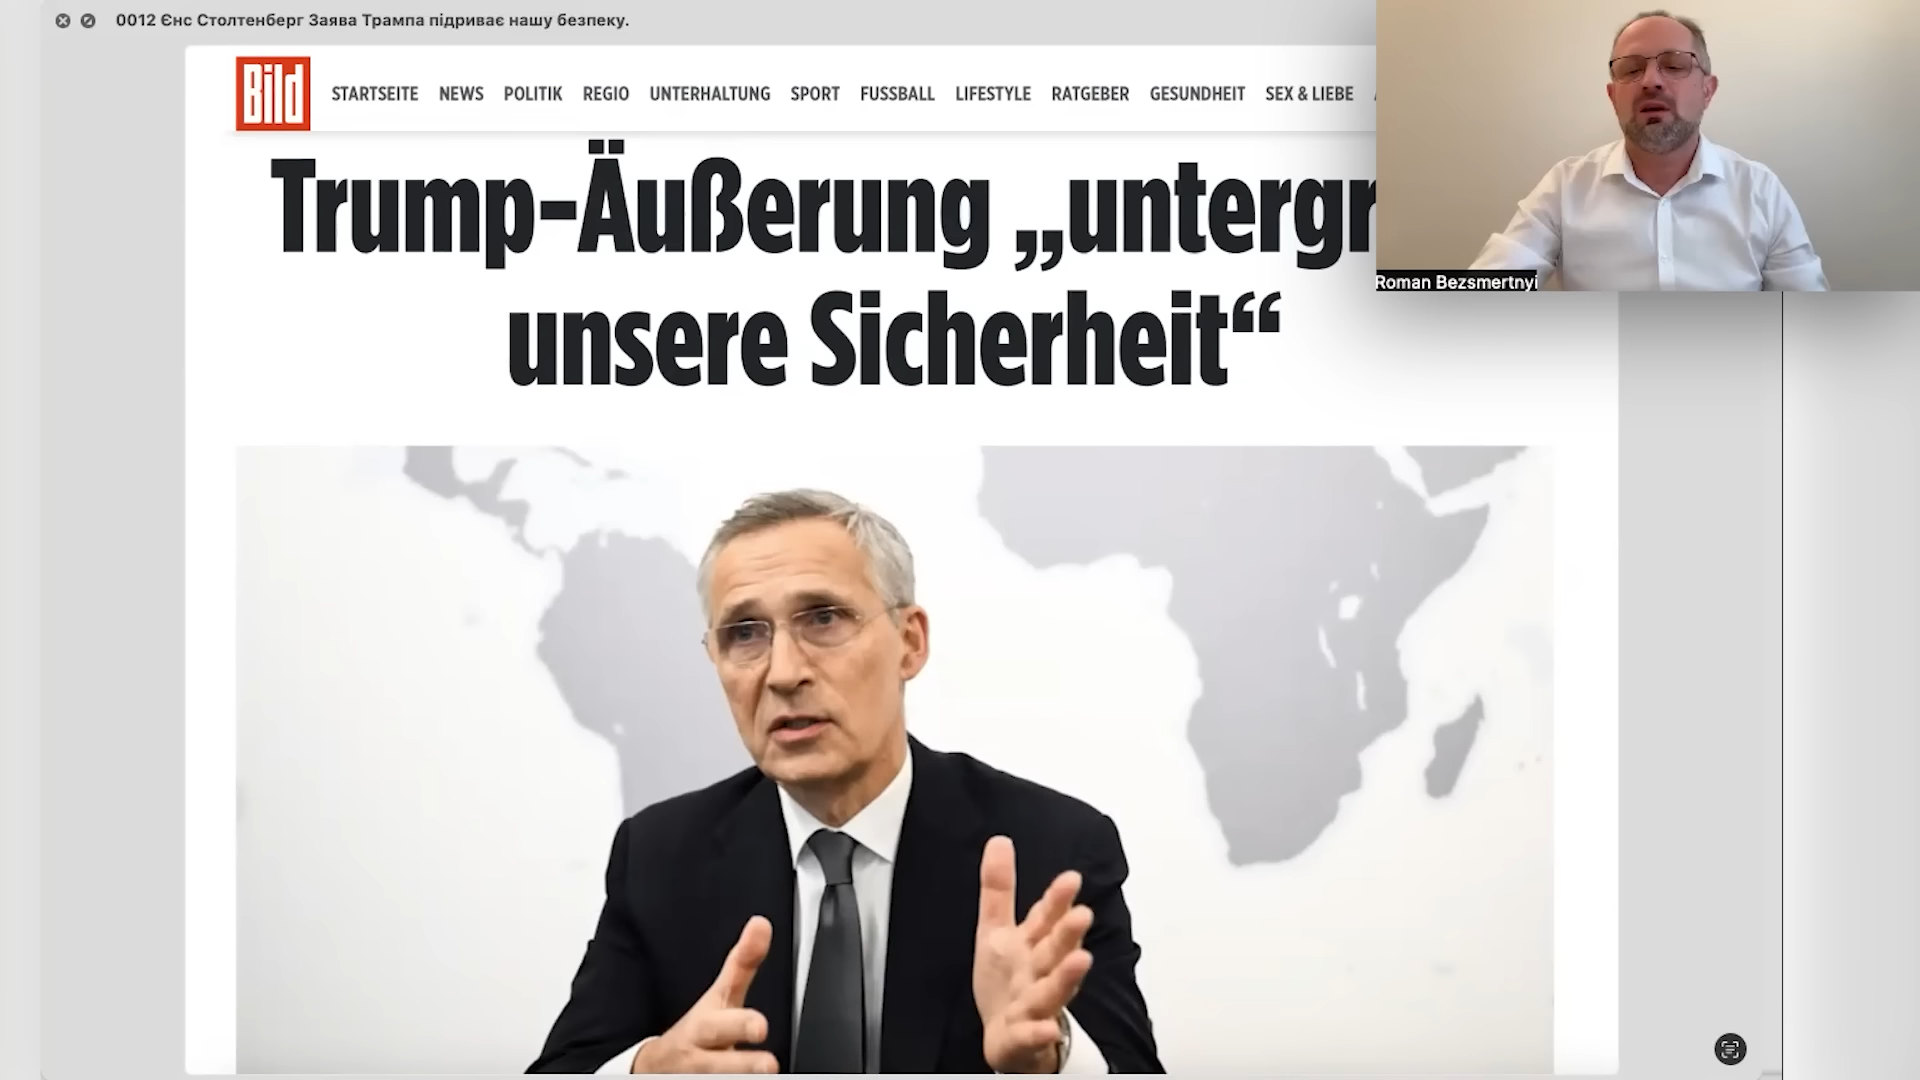 0012 Єнс Столтенберг Заява Трампа підриває нашу безпеку.
Bild
STARTSEITE NEWS POLITIK REGIO UNTERHALTUNG SPORT FUSSBALL LIFESTYLE RATGEBER GESUNDHEIT SEX & LIEBE
Trump-Äußerung „untergr
unsere Sicherheit“
Roman Bezsmertnyi